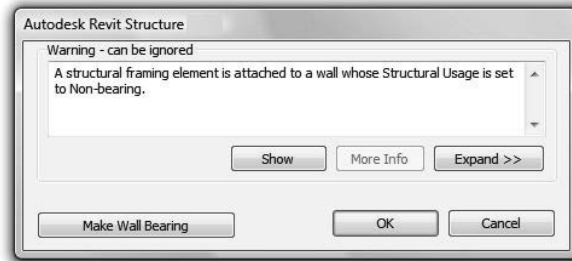 Autodesk Revit Structure
Warning - can be ignored
A structural framing element is attached to a wall whose Structural Usage is set
to Non-bearing.
Show More Info Expand >>
Make Wall Bearing OK Cancel